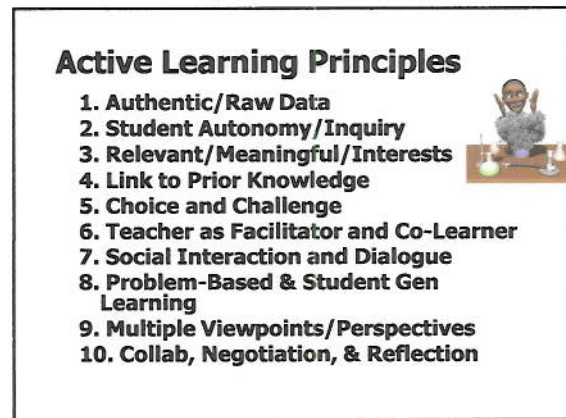 Active Learning Principles
1. Authentic/Raw Data
2. Student Autonomy/Inquiry
3. Relevant/Meaningful/Interests
4. Link to Prior Knowledge
5. Choice and Challenge
6. Teacher as Facilitator and Co-Learner
7. Social Interaction and Dialogue
8. Problem-Based & Student Gen
Learning
9. Multiple Viewpoints/Perspectives
10. Collab, Negotiation, & Reflection